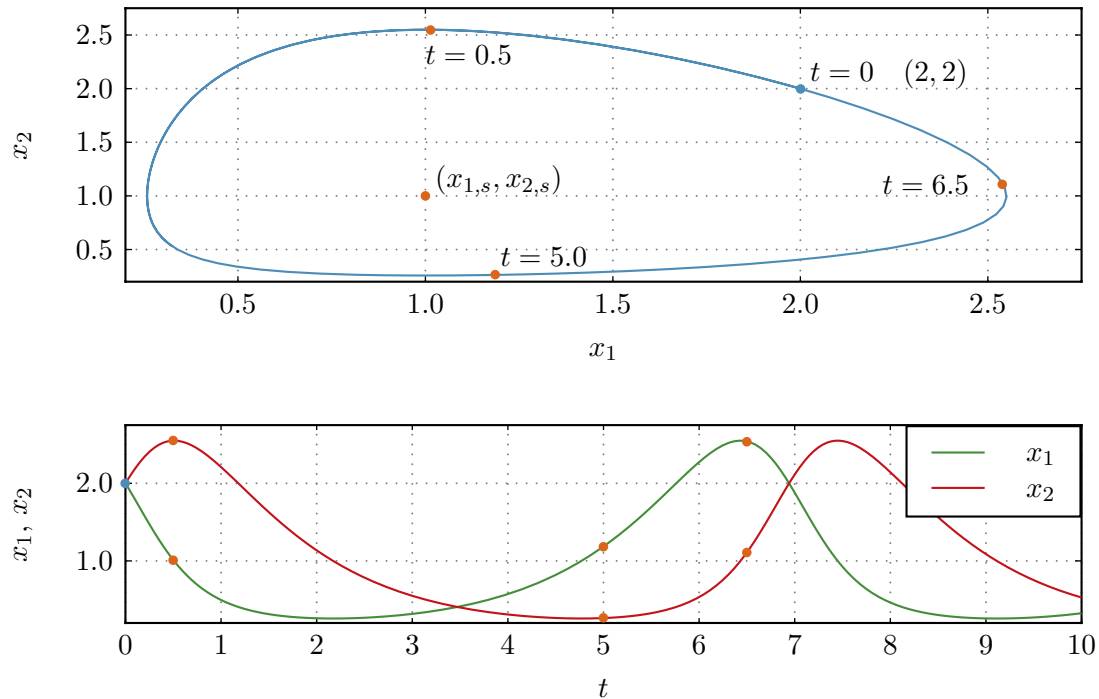 2.5
t = 0.5
2.0
t = 0 (2, 2)
x₂
1.5
(x₁,ₛ, x₂,ₛ)
1.0
t = 6.5
0.5
t = 5.0
0.5 1.0 1.5 2.0 2.5
x₁
x₁
2.0
x₂
x₁, x₂
1.0
0 1 2 3 4 5 6 7 8 9 10
t